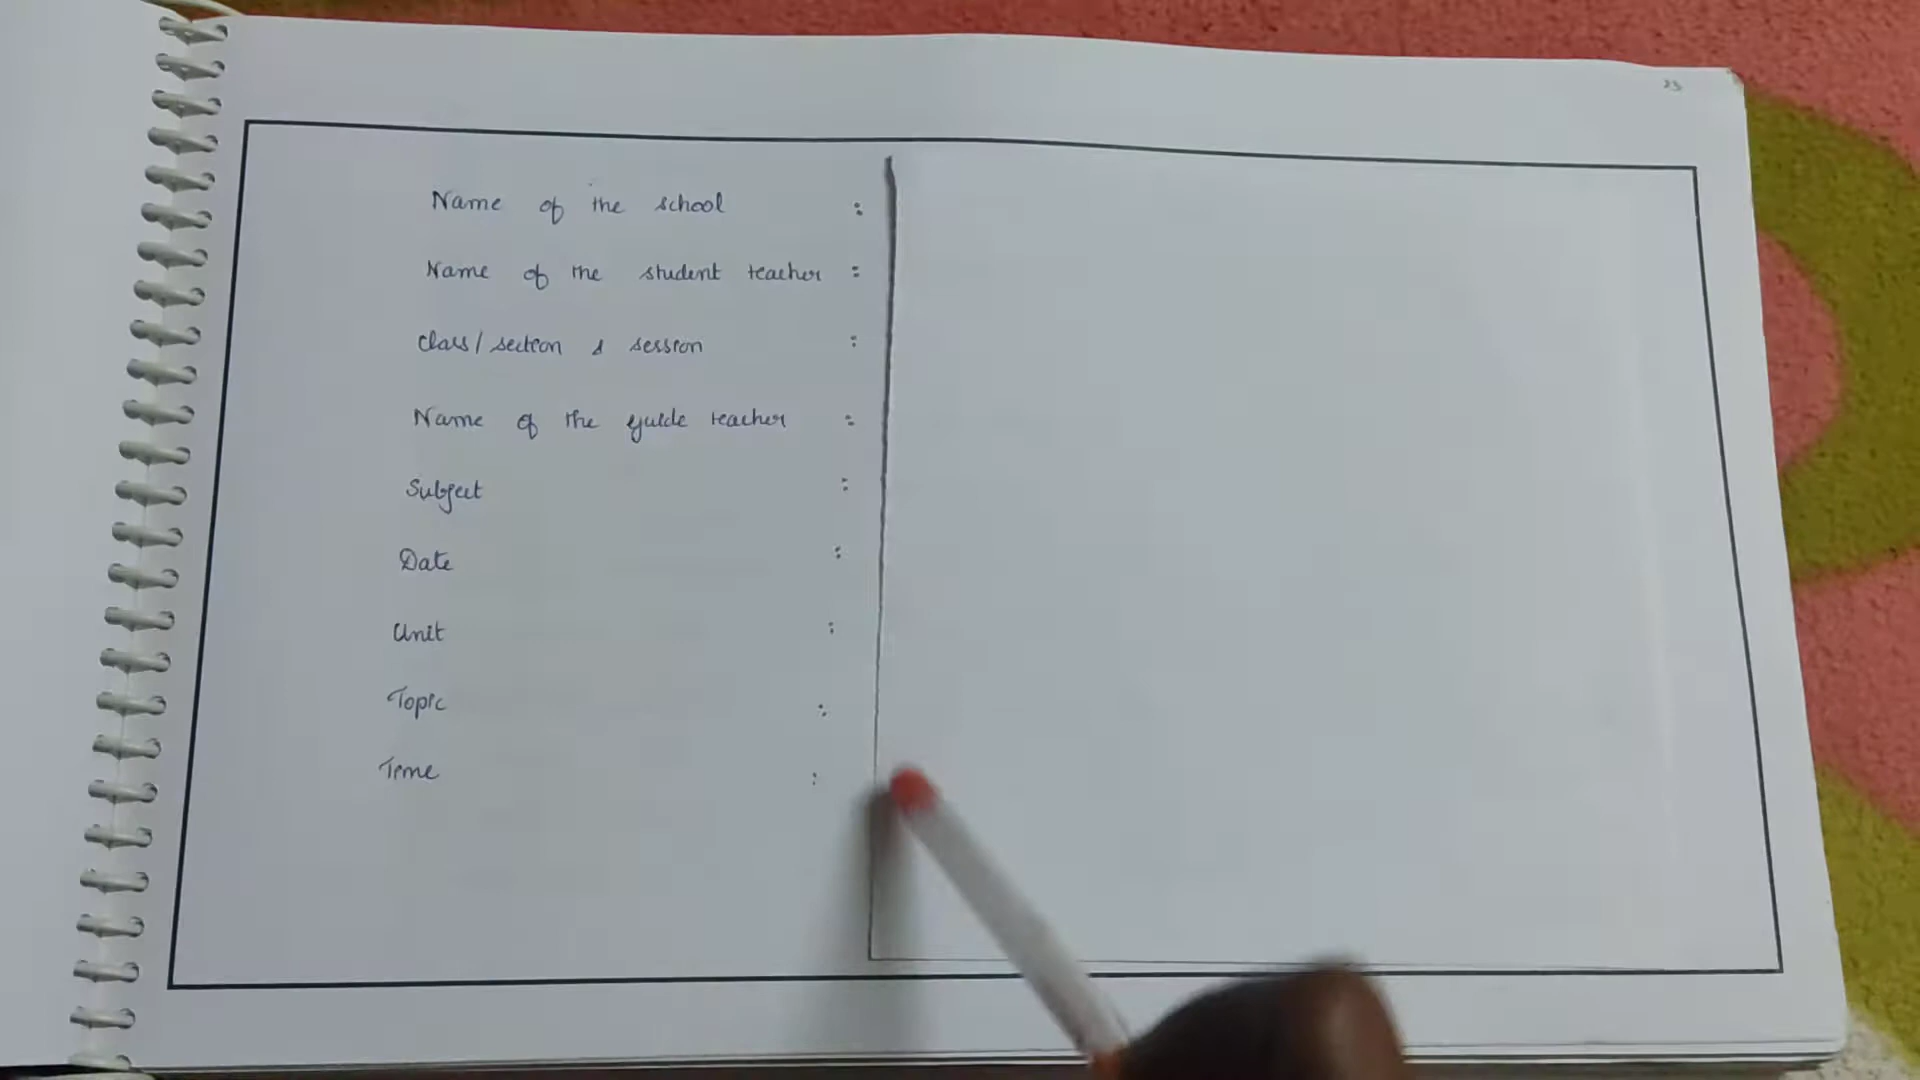 23
Name of the school :
Name of the student teacher :
Class/section & session :
Name of the guide teacher :
Subject :
Date :
Unit :
Topic :
Time :